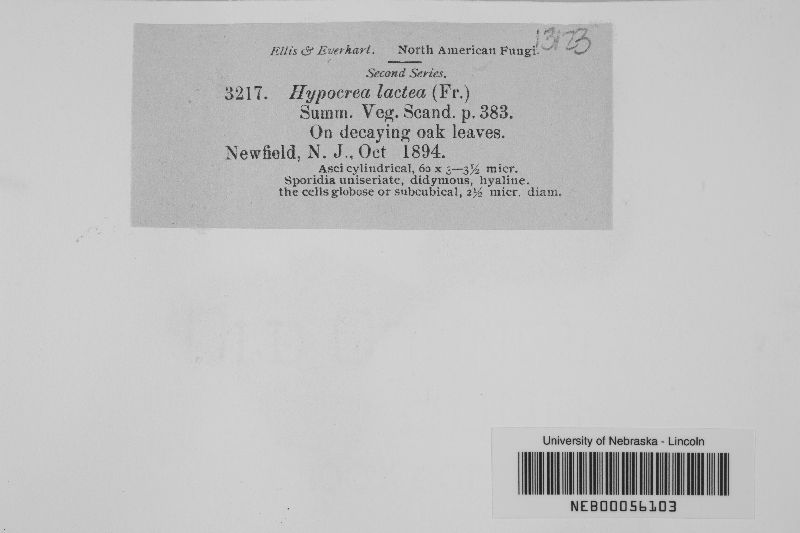 Ellis & Everhart. North American Fungi. 13123
Second Series.
3217. Hypocrea lactea (Fr.)
Summ. Veg. Scand. p. 383.
On decaying oak leaves.
Newfield, N. J., Oct 1894.
Asci cylindrical, 60 x 3—3½ micr.
Sporidia uniseriate, didymous, hyaline.
the cells globose or subcubical, 2½ micr. diam.
University of Nebraska - Lincoln
NEB00056103